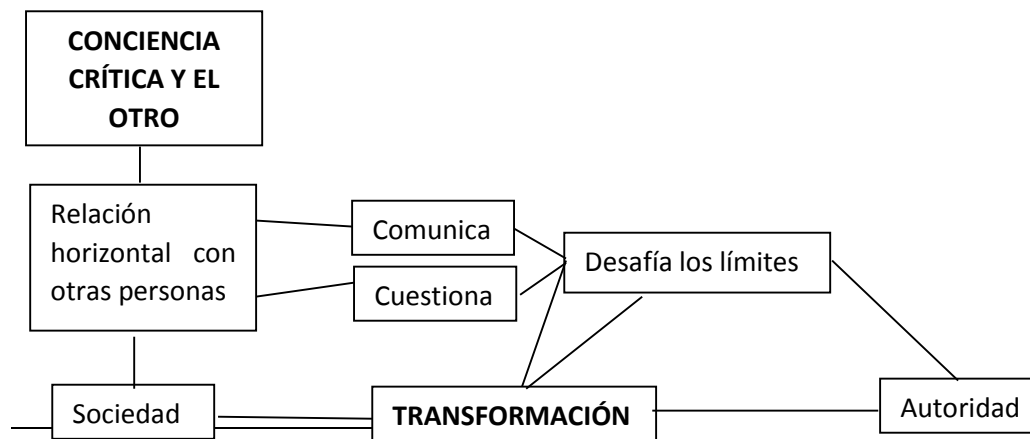 CONCIENCIA
CRÍTICA Y EL
OTRO
Relación
horizontal con
otras personas
Comunica
Cuestiona
Desafía los límites
Sociedad
TRANSFORMACIÓN
Autoridad